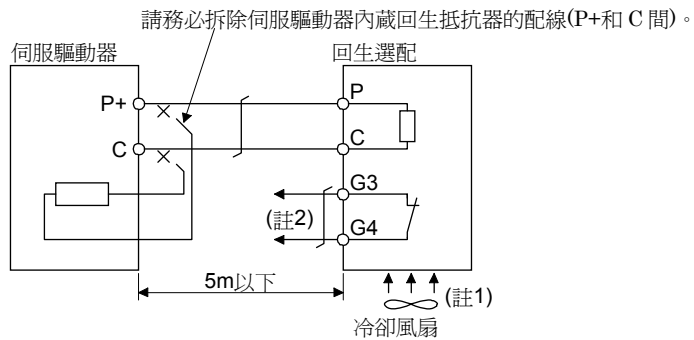 請務必拆除伺服驅動器內藏回生抵抗器的配線(P+和 C 間)。
伺服驅動器
回生選配
P+
P
C
C
G3
(註2)
G4
5m以下
(註1)
冷卻風扇